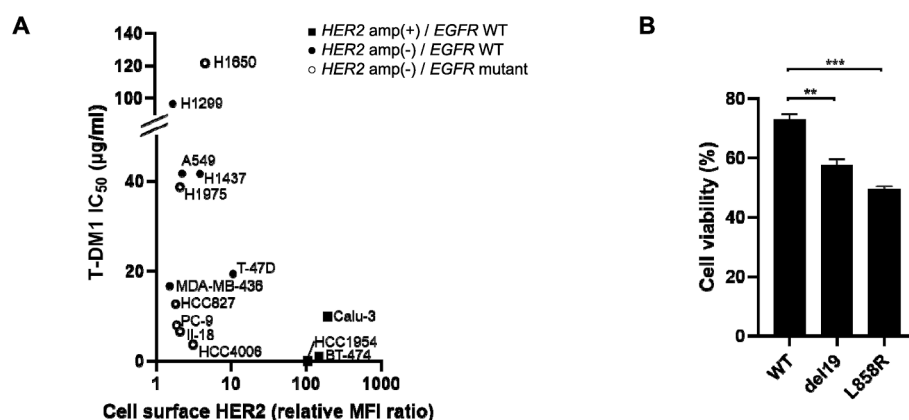 A
■ HER2 amp(+) / EGFR WT
● HER2 amp(-) / EGFR WT
○ HER2 amp(-) / EGFR mutant
T-DM1 IC50 (μg/ml)
140
120
100
40
20
0
H1650
H1299
A549
H1437
H1975
T-47D
MDA-MB-436
HCC827
PC-9
II-18
HCC4006
Calu-3
HCC1954
BT-474
1 10 100 1000
Cell surface HER2 (relative MFI ratio)
B
Cell viability (%)
80
60
40
20
0
***
**
WT
del19
L858R